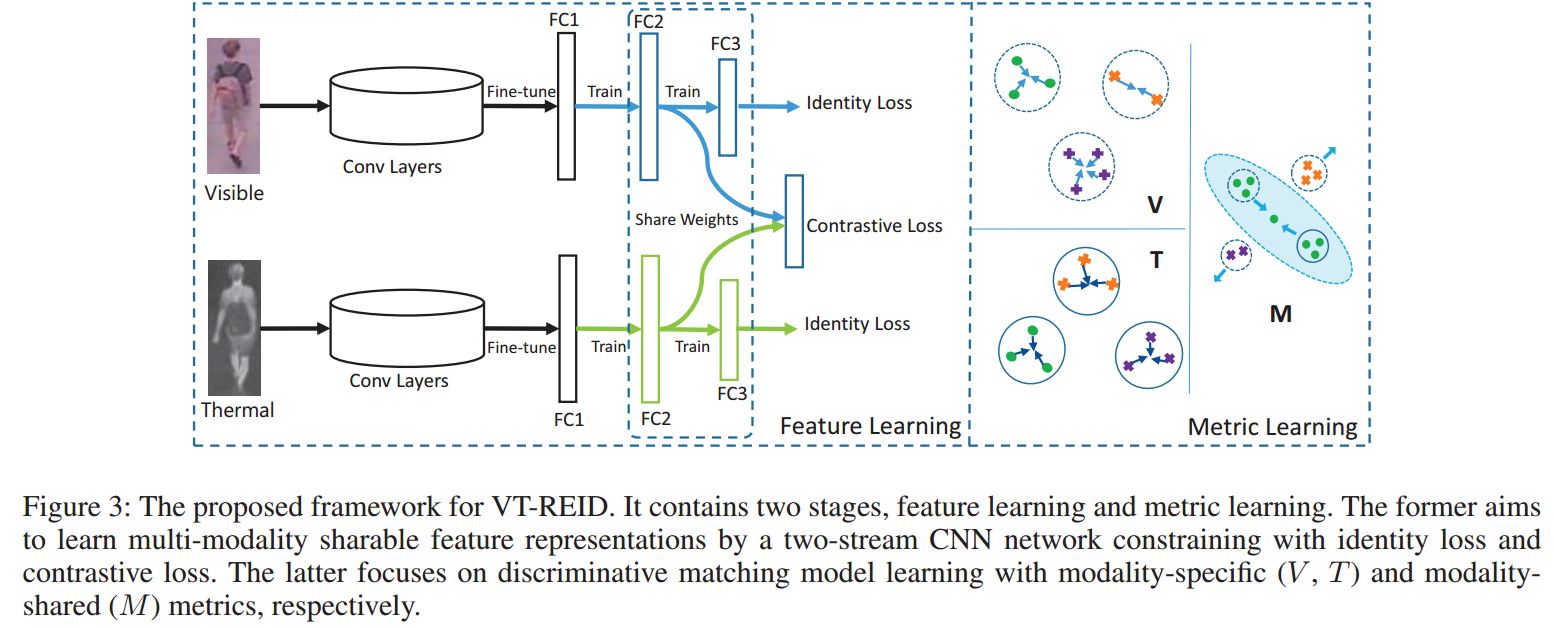 FC1
FC2
FC3
Fine-tune
Train
Train
Identity Loss
Conv Layers
Visible
Share Weights
Contrastive Loss
Fine-tune
Train
Train
Identity Loss
Conv Layers
Thermal
FC1
FC2
FC3
Feature Learning
V
T
M
Metric Learning
Figure 3: The proposed framework for VT-REID. It contains two stages, feature learning and metric learning. The former aims
to learn multi-modality sharable feature representations by a two-stream CNN network constraining with identity loss and
contrastive loss. The latter focuses on discriminative matching model learning with modality-specific (V, T) and modality-
shared (M) metrics, respectively.